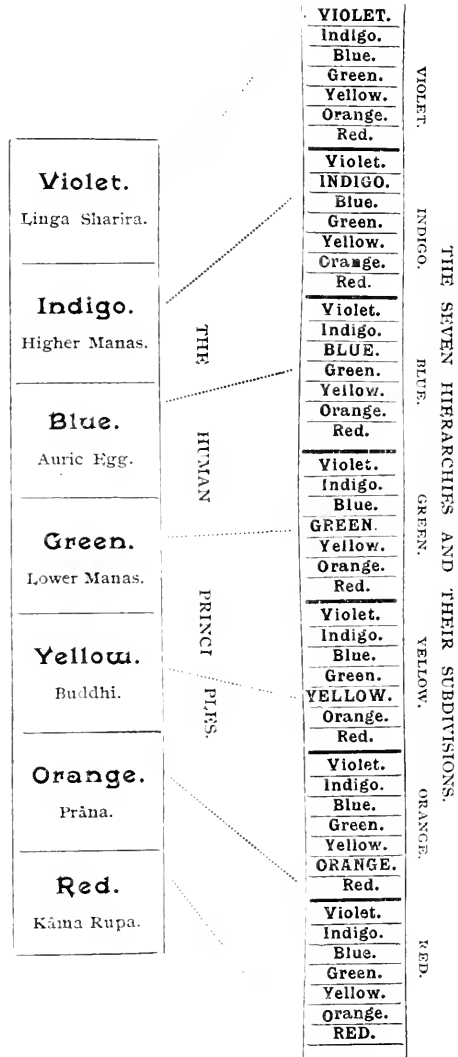 Violet.
Linga Sharira.
Indigo.
Higher Manas.
Blue.
Auric Egg.
Green.
Lower Manas.
Yellow.
Buddhi.
Orange.
Prâna.
Red.
Kâma Rupa.
THE HUMAN PRINCI PLES.
VIOLET.
Indigo.
Blue.
Green.
Yellow.
Orange.
Red.
Violet.
INDIGO.
Blue.
Green.
Yellow.
Orange.
Red.
Violet.
Indigo.
BLUE.
Green.
Yellow.
Orange.
Red.
Violet.
Indigo.
Blue.
GREEN.
Yellow.
Orange.
Red.
Violet.
Indigo.
Blue.
Green.
YELLOW.
Orange.
Red.
Violet.
Indigo.
Blue.
Green.
Yellow.
ORANGE.
Red.
Violet.
Indigo.
Blue.
Green.
Yellow.
Orange.
RED.
VIOLET.
INDIGO.
BLUE.
GREEN.
YELLOW.
ORANGE.
RED.
THE SEVEN HIERARCHIES AND THEIR SUBDIVISIONS.